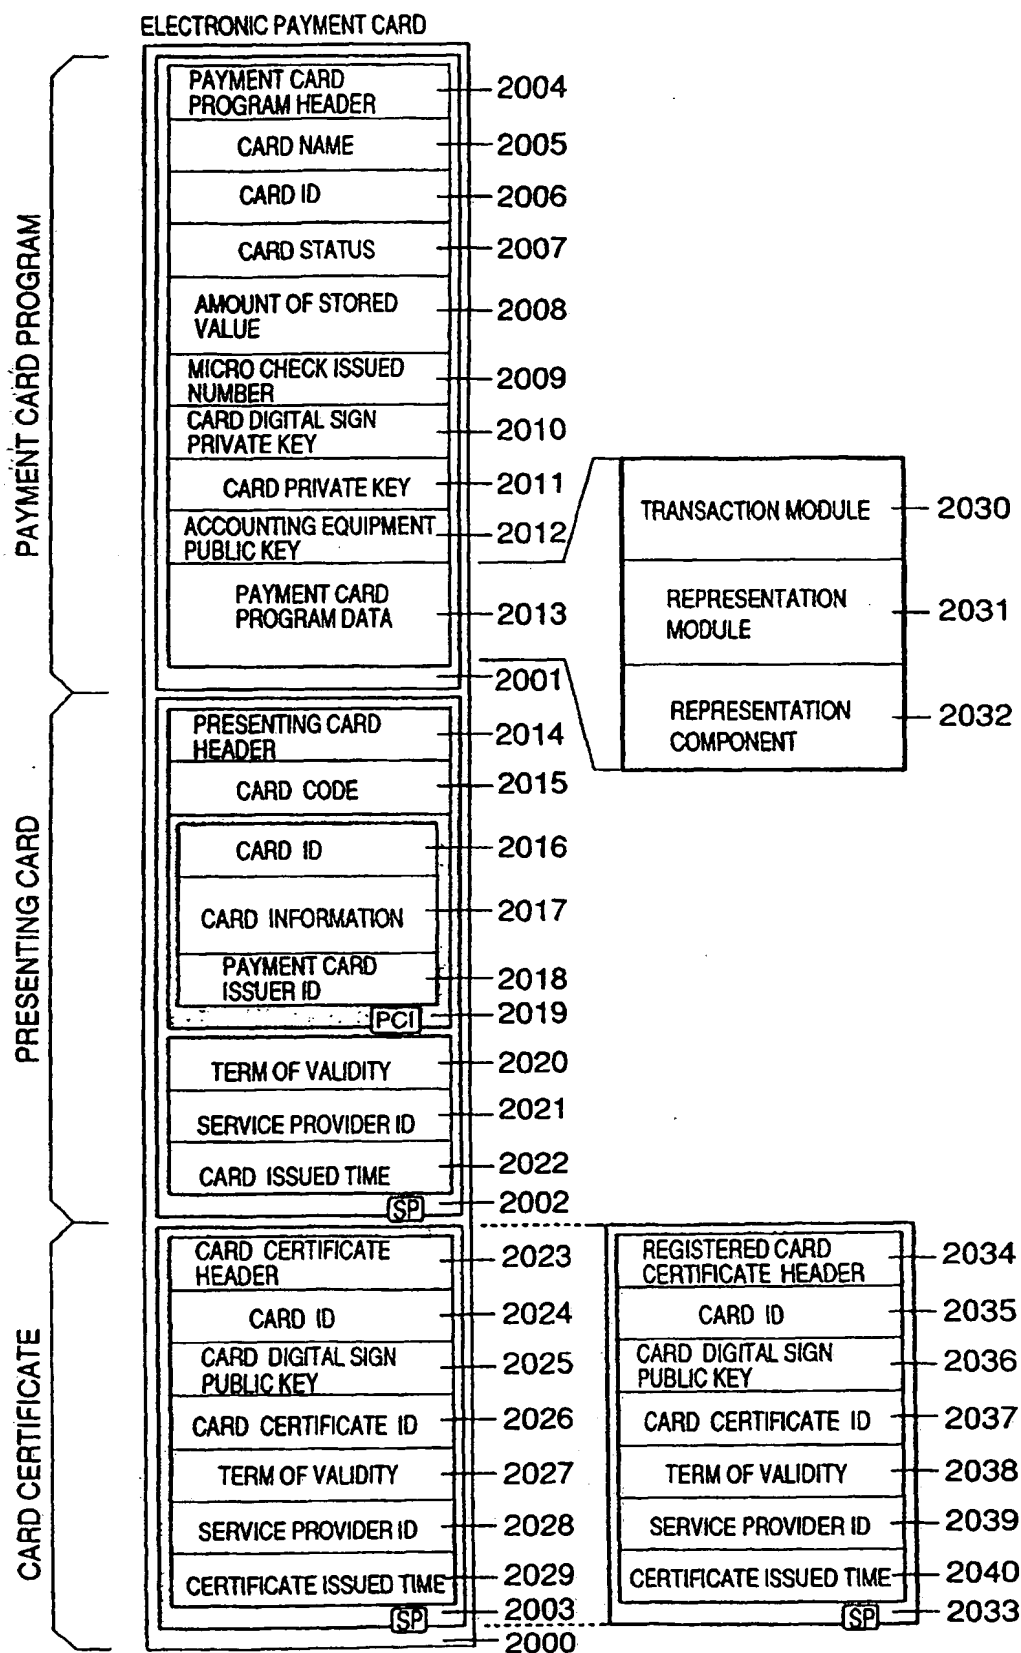 ELECTRONIC PAYMENT CARD
PAYMENT CARD PROGRAM
PAYMENT CARD
PROGRAM HEADER
2004
CARD NAME
2005
CARD ID
2006
CARD STATUS
2007
AMOUNT OF STORED
VALUE
2008
MICRO CHECK ISSUED
NUMBER
2009
CARD DIGITAL SIGN
PRIVATE KEY
2010
CARD PRIVATE KEY
2011
ACCOUNTING EQUIPMENT
PUBLIC KEY
2012
PAYMENT CARD
PROGRAM DATA
2013
2001
TRANSACTION MODULE
2030
REPRESENTATION
MODULE
2031
REPRESENTATION
COMPONENT
2032
PRESENTING CARD
PRESENTING CARD
HEADER
2014
CARD CODE
2015
CARD ID
2016
CARD INFORMATION
2017
PAYMENT CARD
ISSUER ID
2018
PCI
2019
TERM OF VALIDITY
2020
SERVICE PROVIDER ID
2021
CARD ISSUED TIME
2022
SP
2002
CARD CERTIFICATE
CARD CERTIFICATE
HEADER
2023
CARD ID
2024
CARD DIGITAL SIGN
PUBLIC KEY
2025
CARD CERTIFICATE ID
2026
TERM OF VALIDITY
2027
SERVICE PROVIDER ID
2028
CERTIFICATE ISSUED TIME
2029
SP
2003
2000
REGISTERED CARD
CERTIFICATE HEADER
2034
CARD ID
2035
CARD DIGITAL SIGN
PUBLIC KEY
2036
CARD CERTIFICATE ID
2037
TERM OF VALIDITY
2038
SERVICE PROVIDER ID
2039
CERTIFICATE ISSUED TIME
2040
SP
2033